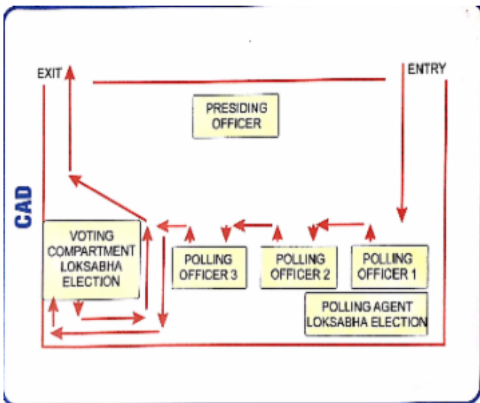 EXIT
ENTRY
PRESIDING
OFFICER
CAD
VOTING
COMPARTMENT
LOKSABHA
ELECTION
POLLING
OFFICER 3
POLLING
OFFICER 2
POLLING
OFFICER 1
POLLING AGENT
LOKSABHA ELECTION